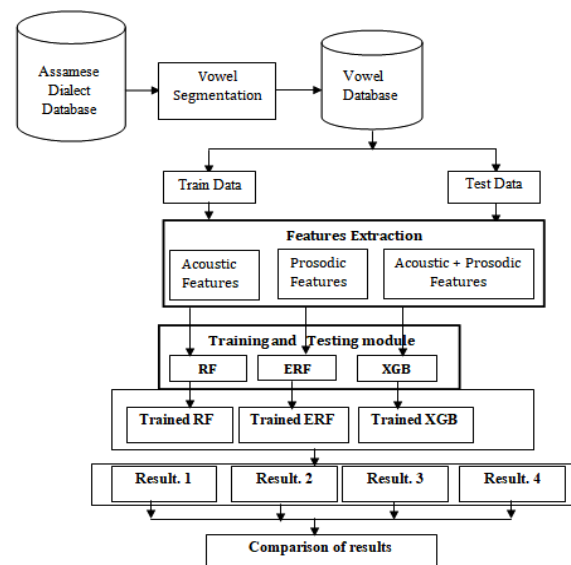 Assamese
Dialect
Database
Vowel
Segmentation
Vowel
Database
Train Data
Test Data
Features Extraction
Acoustic
Features
Prosodic
Features
Acoustic + Prosodic
Features
Training and Testing module
RF
ERF
XGB
Trained RF
Trained ERF
Trained XGB
Result. 1
Result. 2
Result. 3
Result. 4
Comparison of results